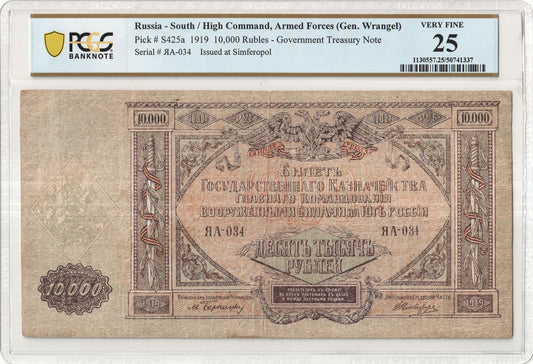 PCGS
BANKNOTE
Russia - South / High Command, Armed Forces (Gen. Wrangel)
Pick # S425a 1919 10,000 Rubles - Government Treasury Note
Serial # ЯА-034 Issued at Simferopol
VERY FINE
25
1130557.25/50741337
10.000
10.000
Билетъ
Государственнаго Казначейства
Главнаго Командованія
Вооруженными Силами на Югѣ Россіи
ЯА-034 ЯА-034
Десять тысячъ
рублей
10.000
1919 1919